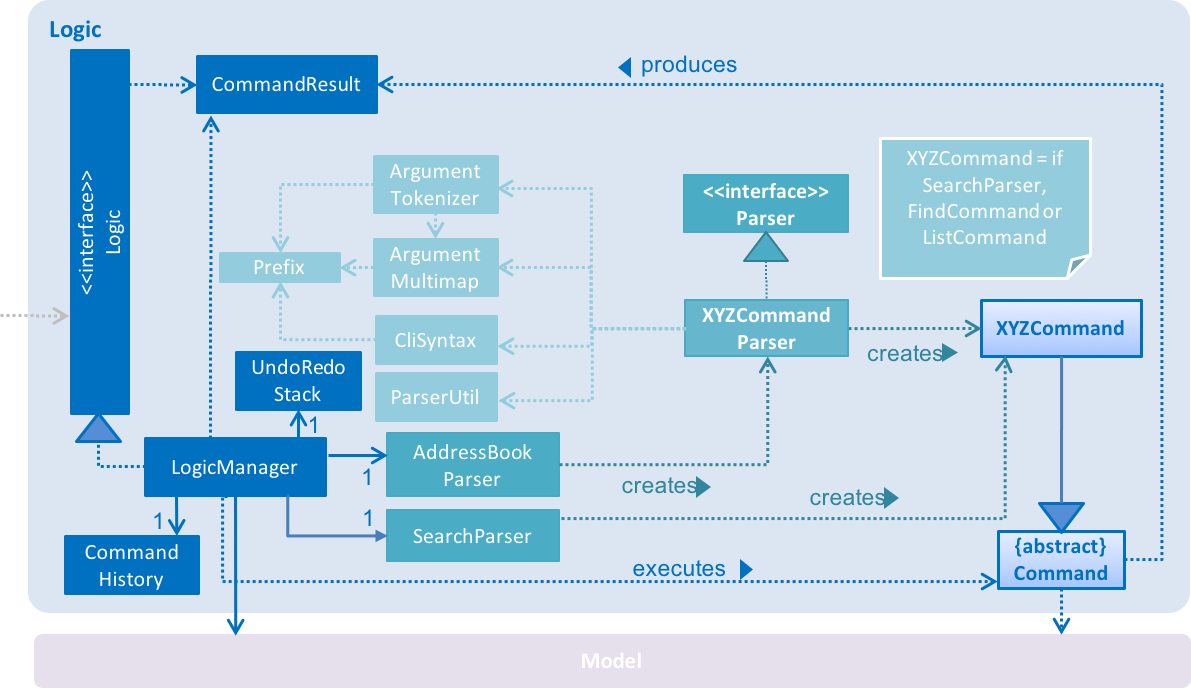 Logic
<<interface>>
Logic
CommandResult
produces
Argument
Tokenizer
<<interface>>
Parser
XYZCommand = if
SearchParser,
FindCommand or
ListCommand
Prefix
Argument
Multimap
XYZCommand
Parser
XYZCommand
CliSyntax
creates
UndoRedo
Stack
ParserUtil
1
LogicManager
1
AddressBook
Parser
creates
creates
1
1
SearchParser
Command
History
executes
{abstract}
Command
Model